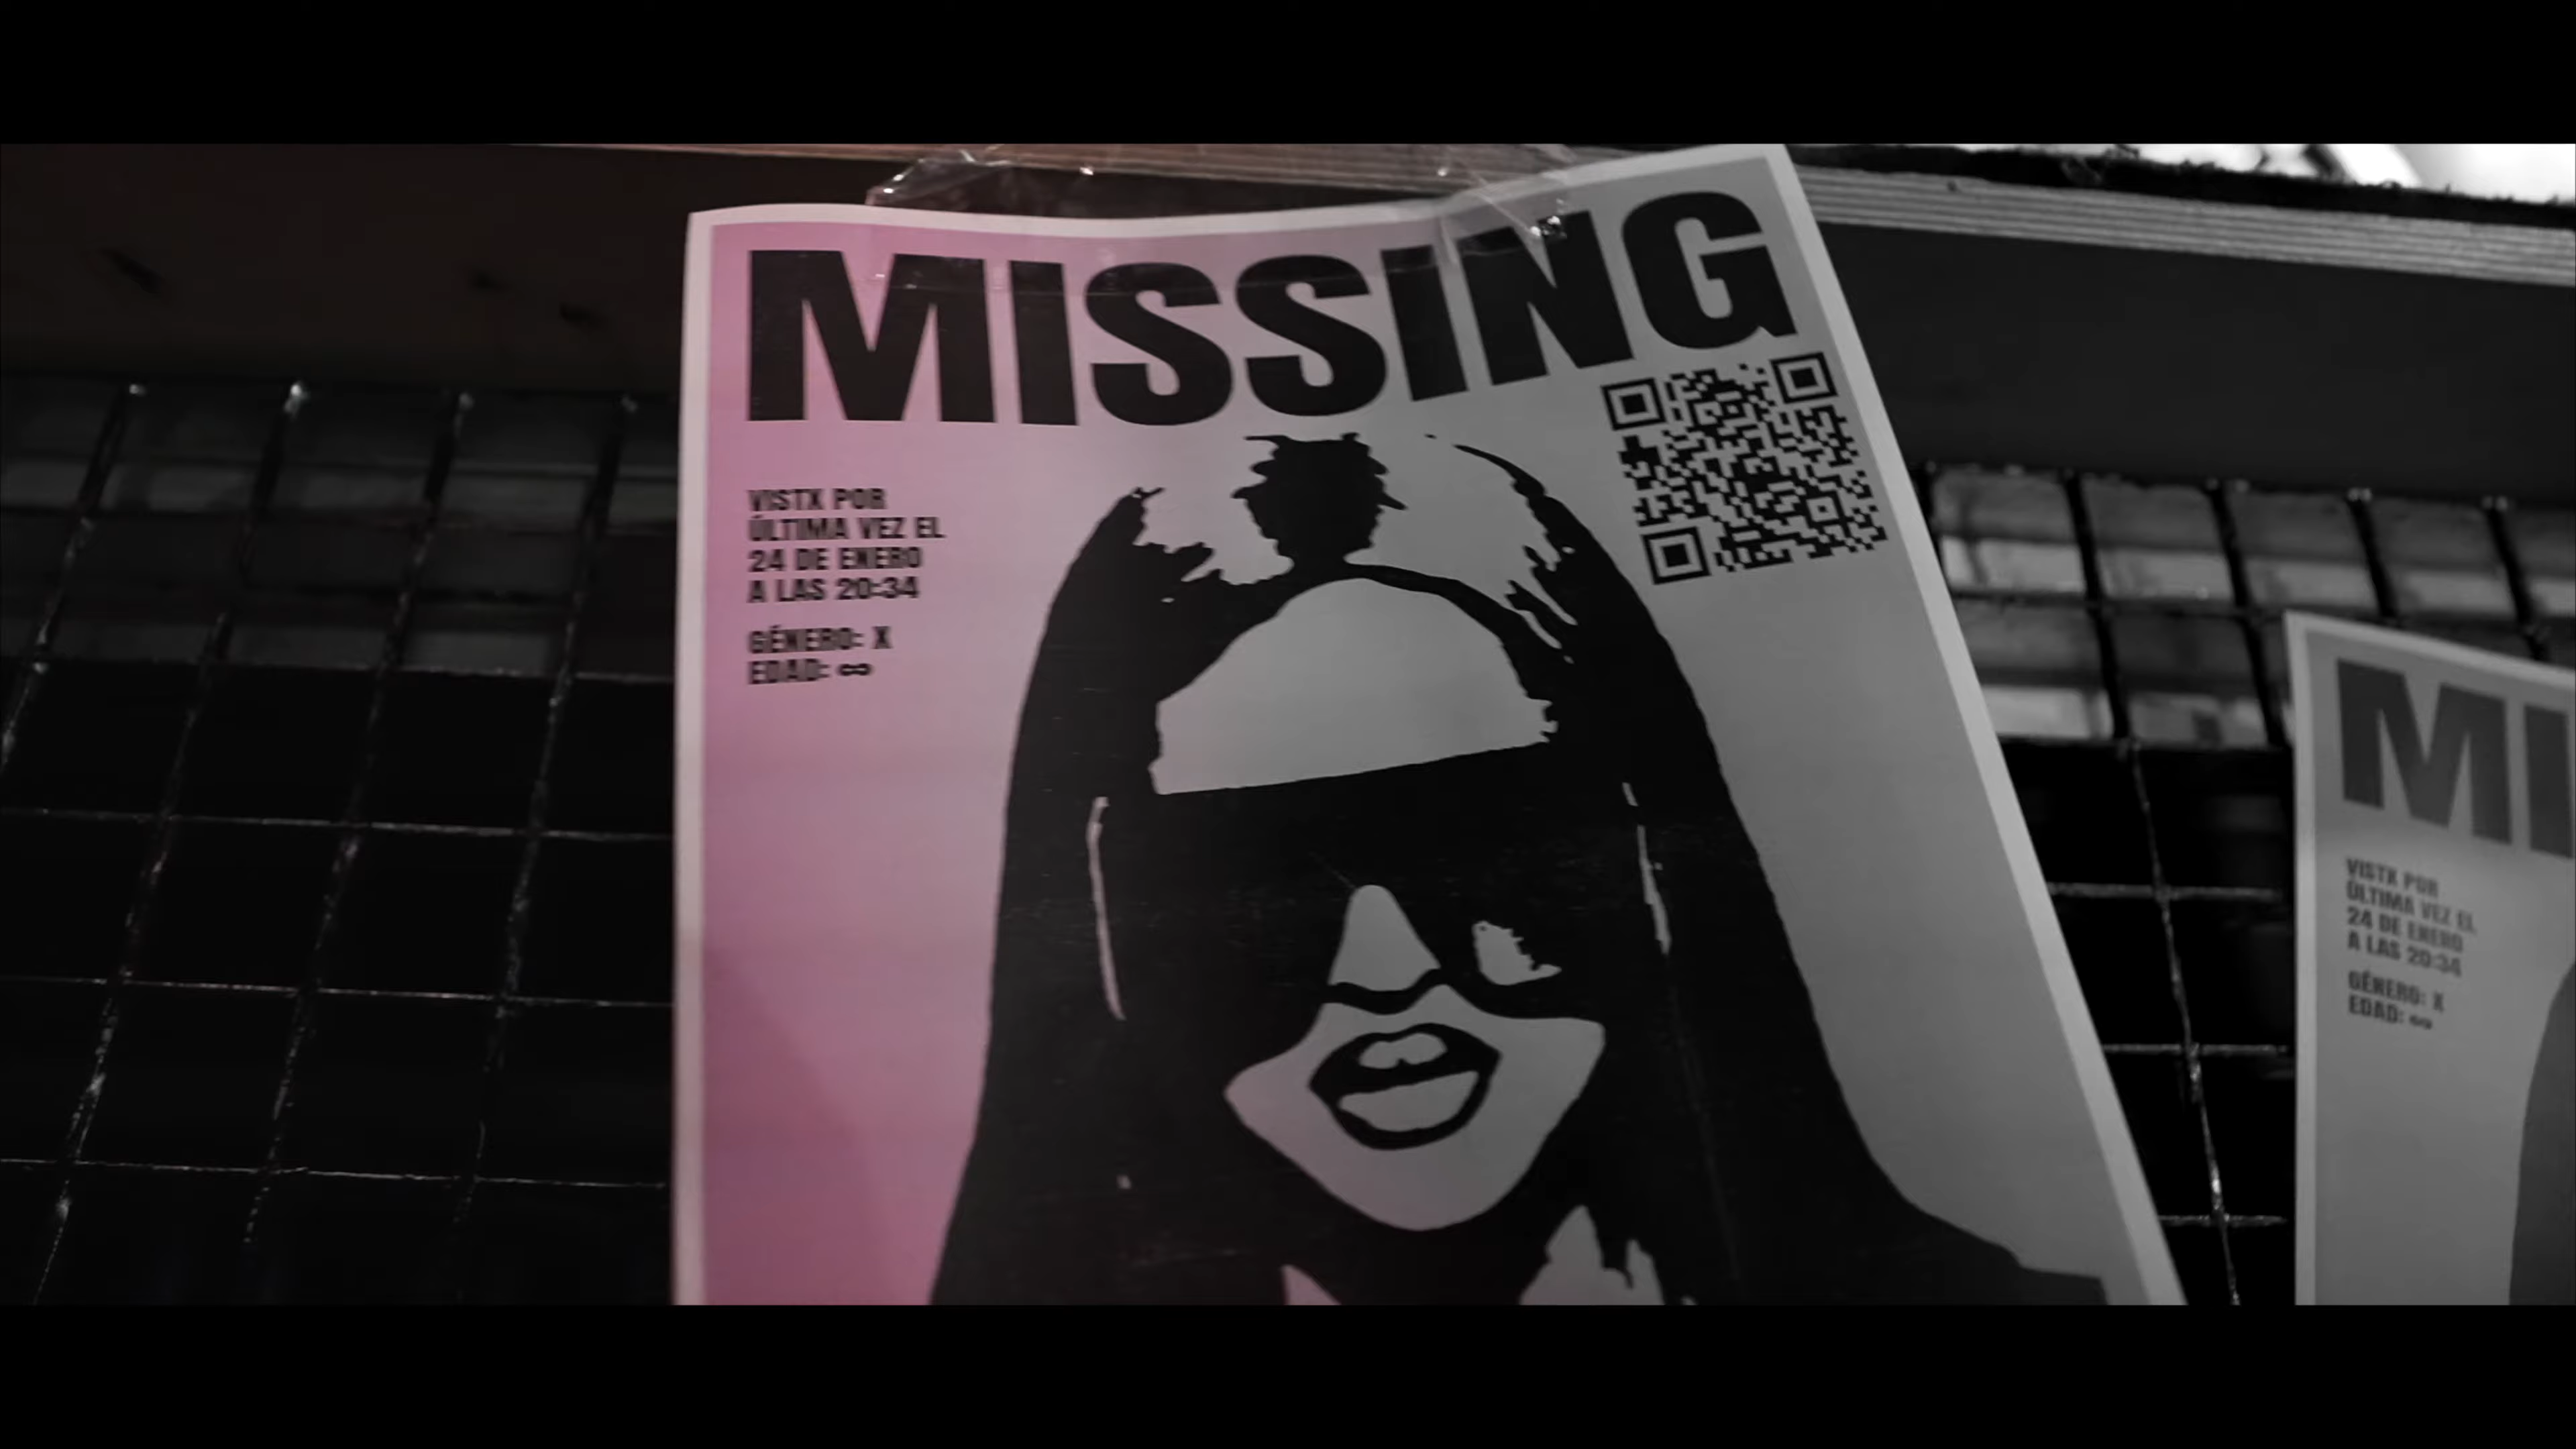 MISSING
VISTX POR
ÚLTIMA VEZ EL
24 DE ENERO
A LAS 20:34
GÉNERO: X
EDAD: ∞
MI
VISTX POR
ÚLTIMA VEZ EL
24 DE ENERO
A LAS 20:34
GÉNERO: X
EDAD: ∞